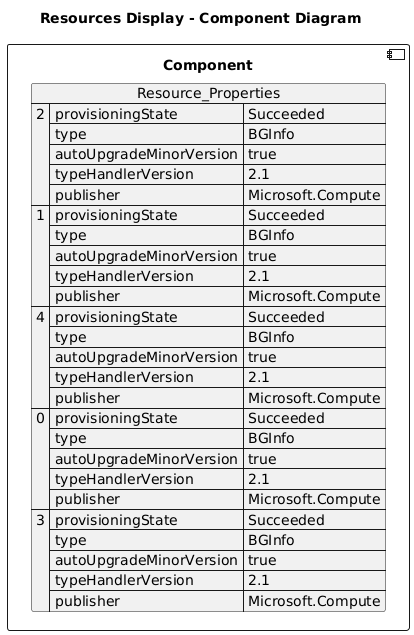 Resources Display - Component Diagram
Component
Resource_Properties
2 provisioningState Succeeded
type BGInfo
autoUpgradeMinorVersion true
typeHandlerVersion 2.1
publisher Microsoft.Compute
1 provisioningState Succeeded
type BGInfo
autoUpgradeMinorVersion true
typeHandlerVersion 2.1
publisher Microsoft.Compute
4 provisioningState Succeeded
type BGInfo
autoUpgradeMinorVersion true
typeHandlerVersion 2.1
publisher Microsoft.Compute
0 provisioningState Succeeded
type BGInfo
autoUpgradeMinorVersion true
typeHandlerVersion 2.1
publisher Microsoft.Compute
3 provisioningState Succeeded
type BGInfo
autoUpgradeMinorVersion true
typeHandlerVersion 2.1
publisher Microsoft.Compute